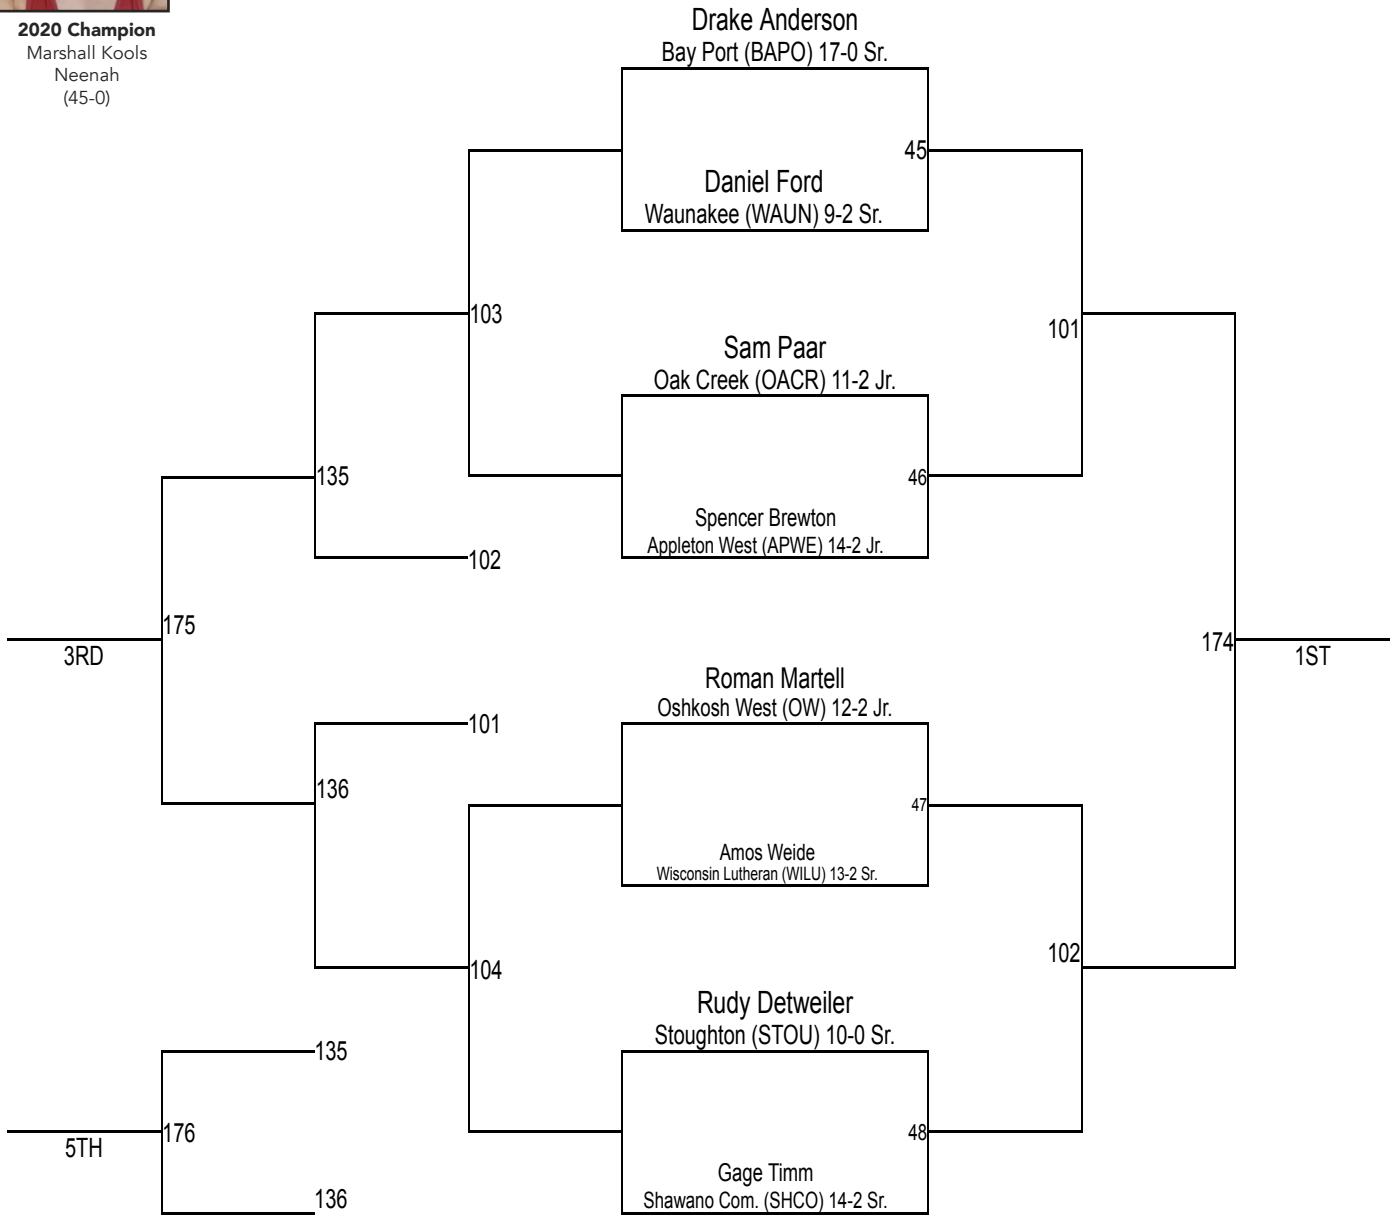 2020 Champion
Marshall Kools
Neenah
(45-0)
Drake Anderson
Bay Port (BAPO) 17-0 Sr.
45
Daniel Ford
Waunakee (WAUN) 9-2 Sr.
103
101
Sam Paar
Oak Creek (OACR) 11-2 Jr.
135
46
Spencer Brewton
Appleton West (APWE) 14-2 Jr.
102
175
3RD
174
1ST
Roman Martell
Oshkosh West (OW) 12-2 Jr.
101
136
47
Amos Weide
Wisconsin Lutheran (WILU) 13-2 Sr.
104
102
Rudy Detweiler
Stoughton (STOU) 10-0 Sr.
135
176
5TH
48
Gage Timm
Shawano Com. (SHCO) 14-2 Sr.
136